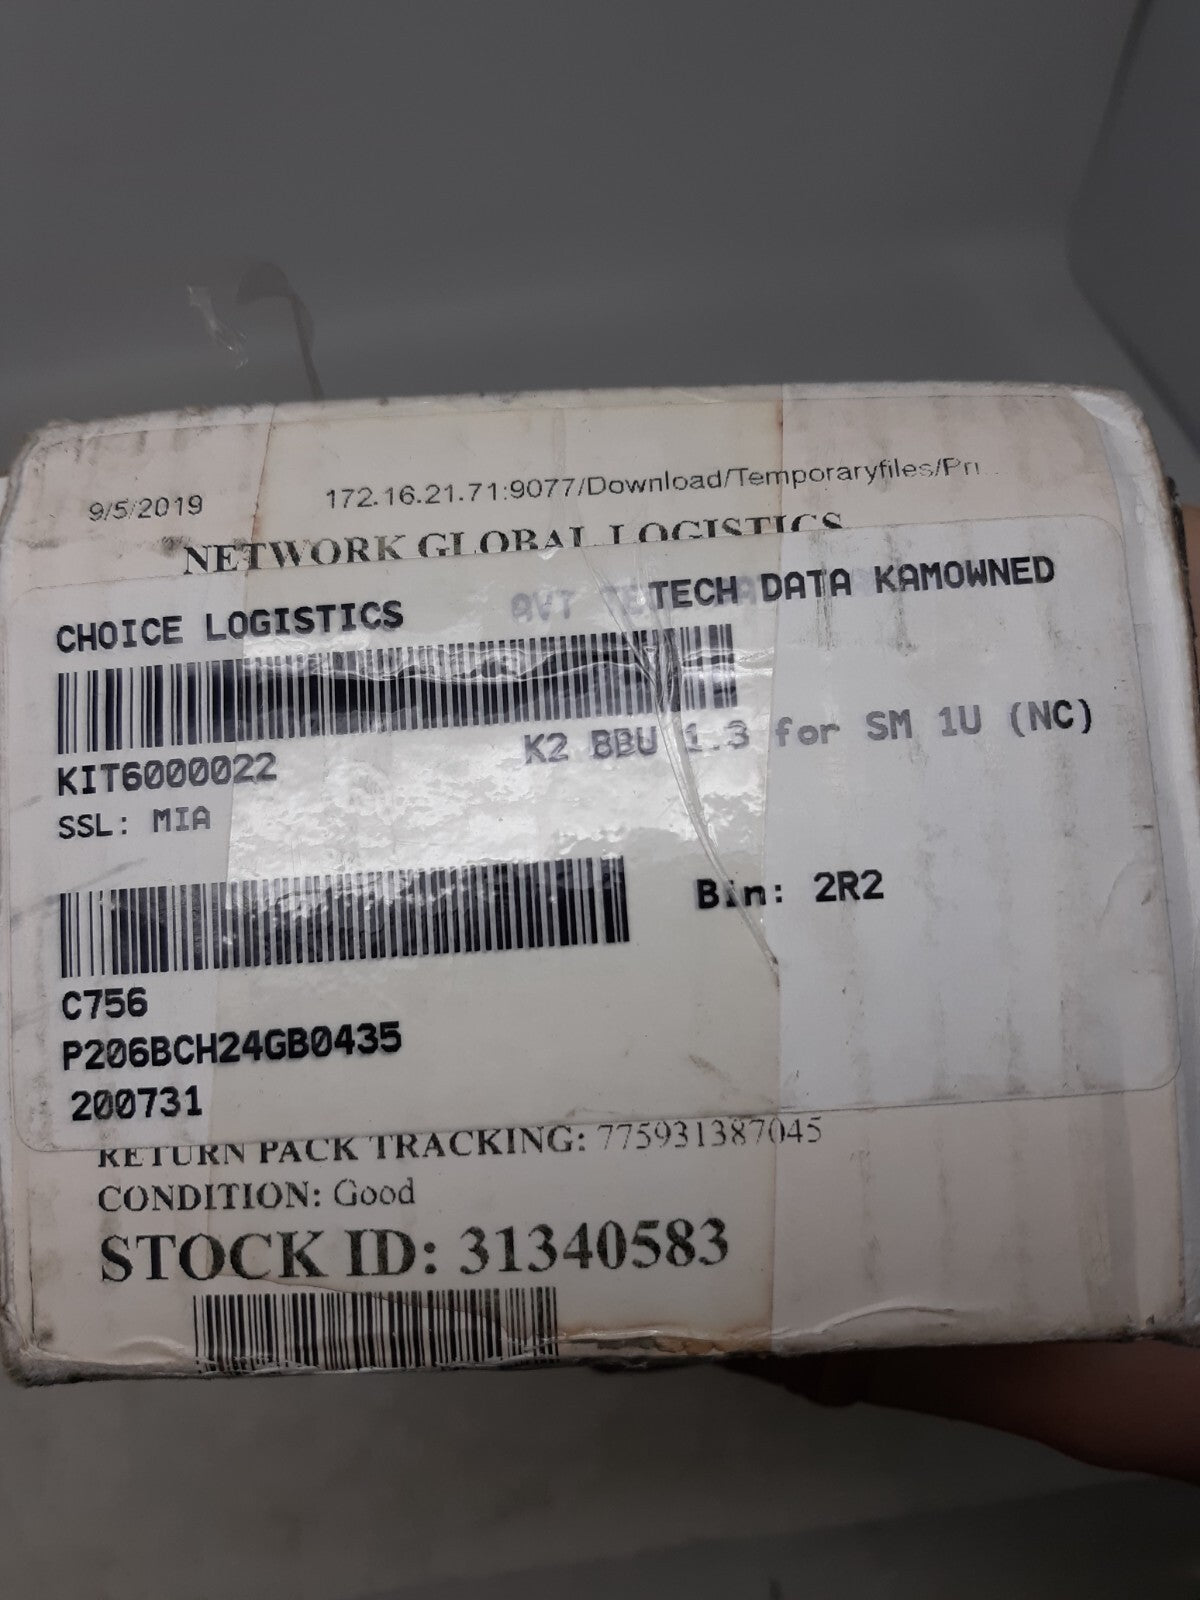 9/5/2019 172.16.21.71:9077/Download/Temporaryfiles/Pri...
NETWORK GLOBAL LOGISTICS
CHOICE LOGISTICS AVT TECH DATA KAMOWNED
KIT6000022 K2 BBU 1.3 for SM 1U (NC)
SSL: MIA
Bin: 2R2
C756
P206BCH24GB0435
200731
RETURN PACK TRACKING: 775931387045
CONDITION: Good
STOCK ID: 31340583